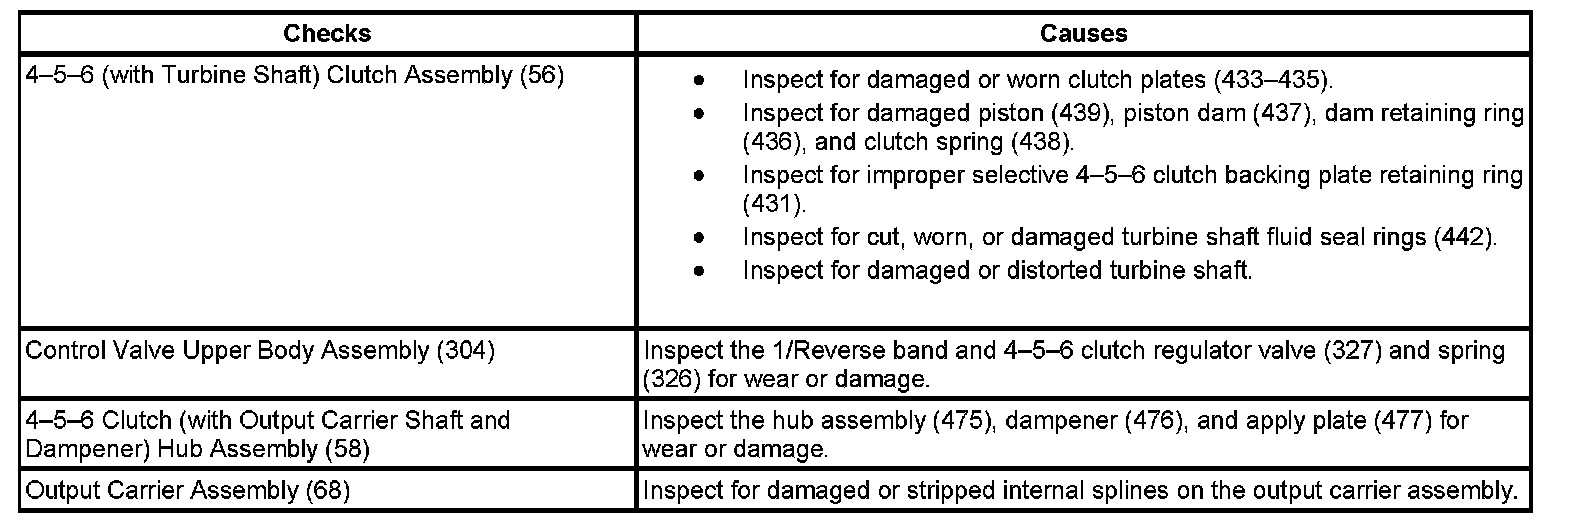 Checks
Causes
4–5–6 (with Turbine Shaft) Clutch Assembly (56)
● Inspect for damaged or worn clutch plates (433–435).
● Inspect for damaged piston (439), piston dam (437), dam retaining ring
(436), and clutch spring (438).
● Inspect for improper selective 4–5–6 clutch backing plate retaining ring
(431).
● Inspect for cut, worn, or damaged turbine shaft fluid seal rings (442).
● Inspect for damaged or distorted turbine shaft.
Control Valve Upper Body Assembly (304)
Inspect the 1/Reverse band and 4–5–6 clutch regulator valve (327) and spring
(326) for wear or damage.
4–5–6 Clutch (with Output Carrier Shaft and
Dampener) Hub Assembly (58)
Inspect the hub assembly (475), dampener (476), and apply plate (477) for
wear or damage.
Output Carrier Assembly (68)
Inspect for damaged or stripped internal splines on the output carrier assembly.